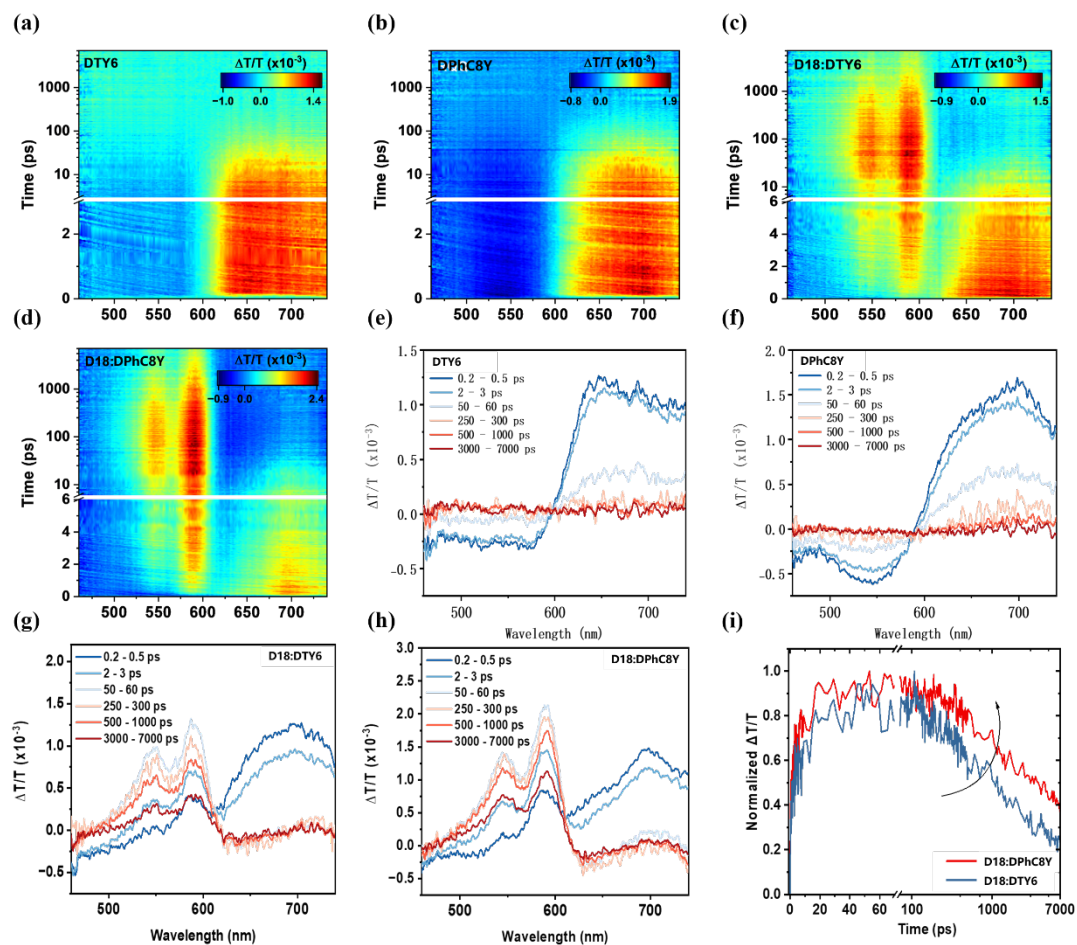 (a)
DTY6
ΔT/T (x10⁻³)
−1.0 0.0 1.4
Time (ps)
1000
100
10
2
0
500 550 600 650 700
(b)
DPhC8Y
ΔT/T (x10⁻³)
−0.8 0.0 1.9
Time (ps)
1000
100
10
2
0
500 550 600 650 700
(c)
D18:DTY6
ΔT/T (x10⁻³)
−0.9 0.0 1.5
Time (ps)
1000
100
10
6
4
2
0
500 550 600 650 700
(d)
D18:DPhC8Y
ΔT/T (x10⁻³)
−0.9 0.0 2.4
Time (ps)
1000
100
10
6
4
2
0
500 550 600 650 700
(e)
DTY6
0.2 - 0.5 ps
2 - 3 ps
50 - 60 ps
250 - 300 ps
500 - 1000 ps
3000 - 7000 ps
ΔT/T (x10⁻³)
1.5
1.0
0.5
0.0
−0.5
500 600 700
Wavelength (nm)
(f)
DPhC8Y
0.2 - 0.5 ps
2 - 3 ps
50 - 60 ps
250 - 300 ps
500 - 1000 ps
3000 - 7000 ps
ΔT/T (x10⁻³)
2.0
1.5
1.0
0.5
0.0
−0.5
500 600 700
Wavelength (nm)
(g)
D18:DTY6
0.2 - 0.5 ps
2 - 3 ps
50 - 60 ps
250 - 300 ps
500 - 1000 ps
3000 - 7000 ps
ΔT/T (x10⁻³)
2.0
1.5
1.0
0.5
0.0
-0.5
500 600 700
Wavelength (nm)
(h)
D18:DPhC8Y
0.2 - 0.5 ps
2 - 3 ps
50 - 60 ps
250 - 300 ps
500 - 1000 ps
3000 - 7000 ps
ΔT/T (x10⁻³)
3.0
2.5
2.0
1.5
1.0
0.5
0.0
-0.5
500 600 700
Wavelength (nm)
(i)
Normalized ΔT/T
1.0
0.8
0.6
0.4
0.2
0.0
D18:DPhC8Y
D18:DTY6
0 20 40 60 100 1000 7000
Time (ps)